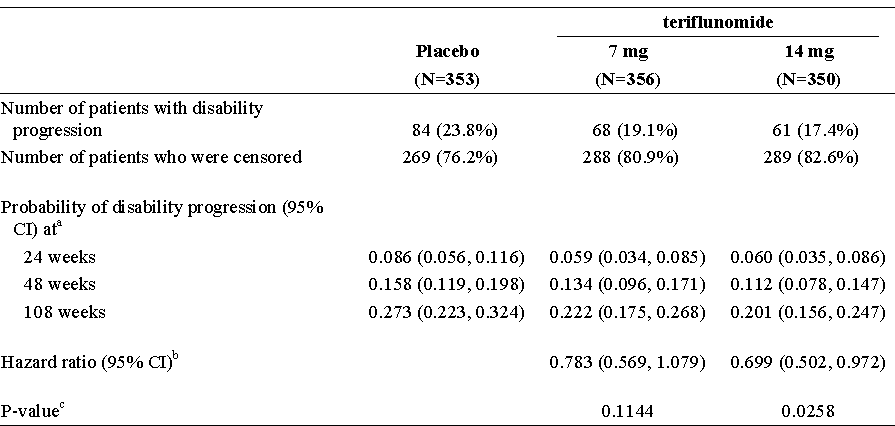 teriflunomide
Placebo 7 mg 14 mg
(N=353) (N=356) (N=350)
Number of patients with disability
progression 84 (23.8%) 68 (19.1%) 61 (17.4%)
Number of patients who were censored 269 (76.2%) 288 (80.9%) 289 (82.6%)
Probability of disability progression (95%
CI) at^a
24 weeks 0.086 (0.056, 0.116) 0.059 (0.034, 0.085) 0.060 (0.035, 0.086)
48 weeks 0.158 (0.119, 0.198) 0.134 (0.096, 0.171) 0.112 (0.078, 0.147)
108 weeks 0.273 (0.223, 0.324) 0.222 (0.175, 0.268) 0.201 (0.156, 0.247)
Hazard ratio (95% CI)^b 0.783 (0.569, 1.079) 0.699 (0.502, 0.972)
P-value^c 0.1144 0.0258